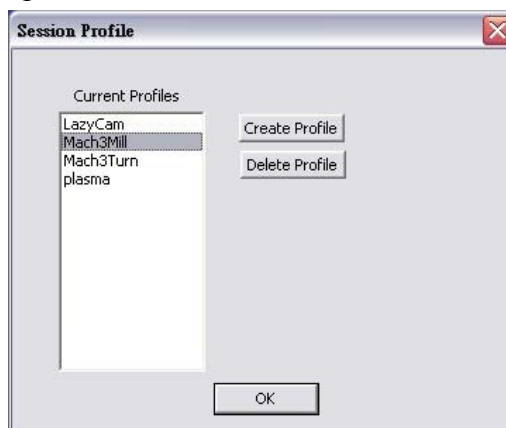 Session Profile
Current Profiles
LazyCam
Mach3Mill
Mach3Turn
plasma
Create Profile
Delete Profile
OK